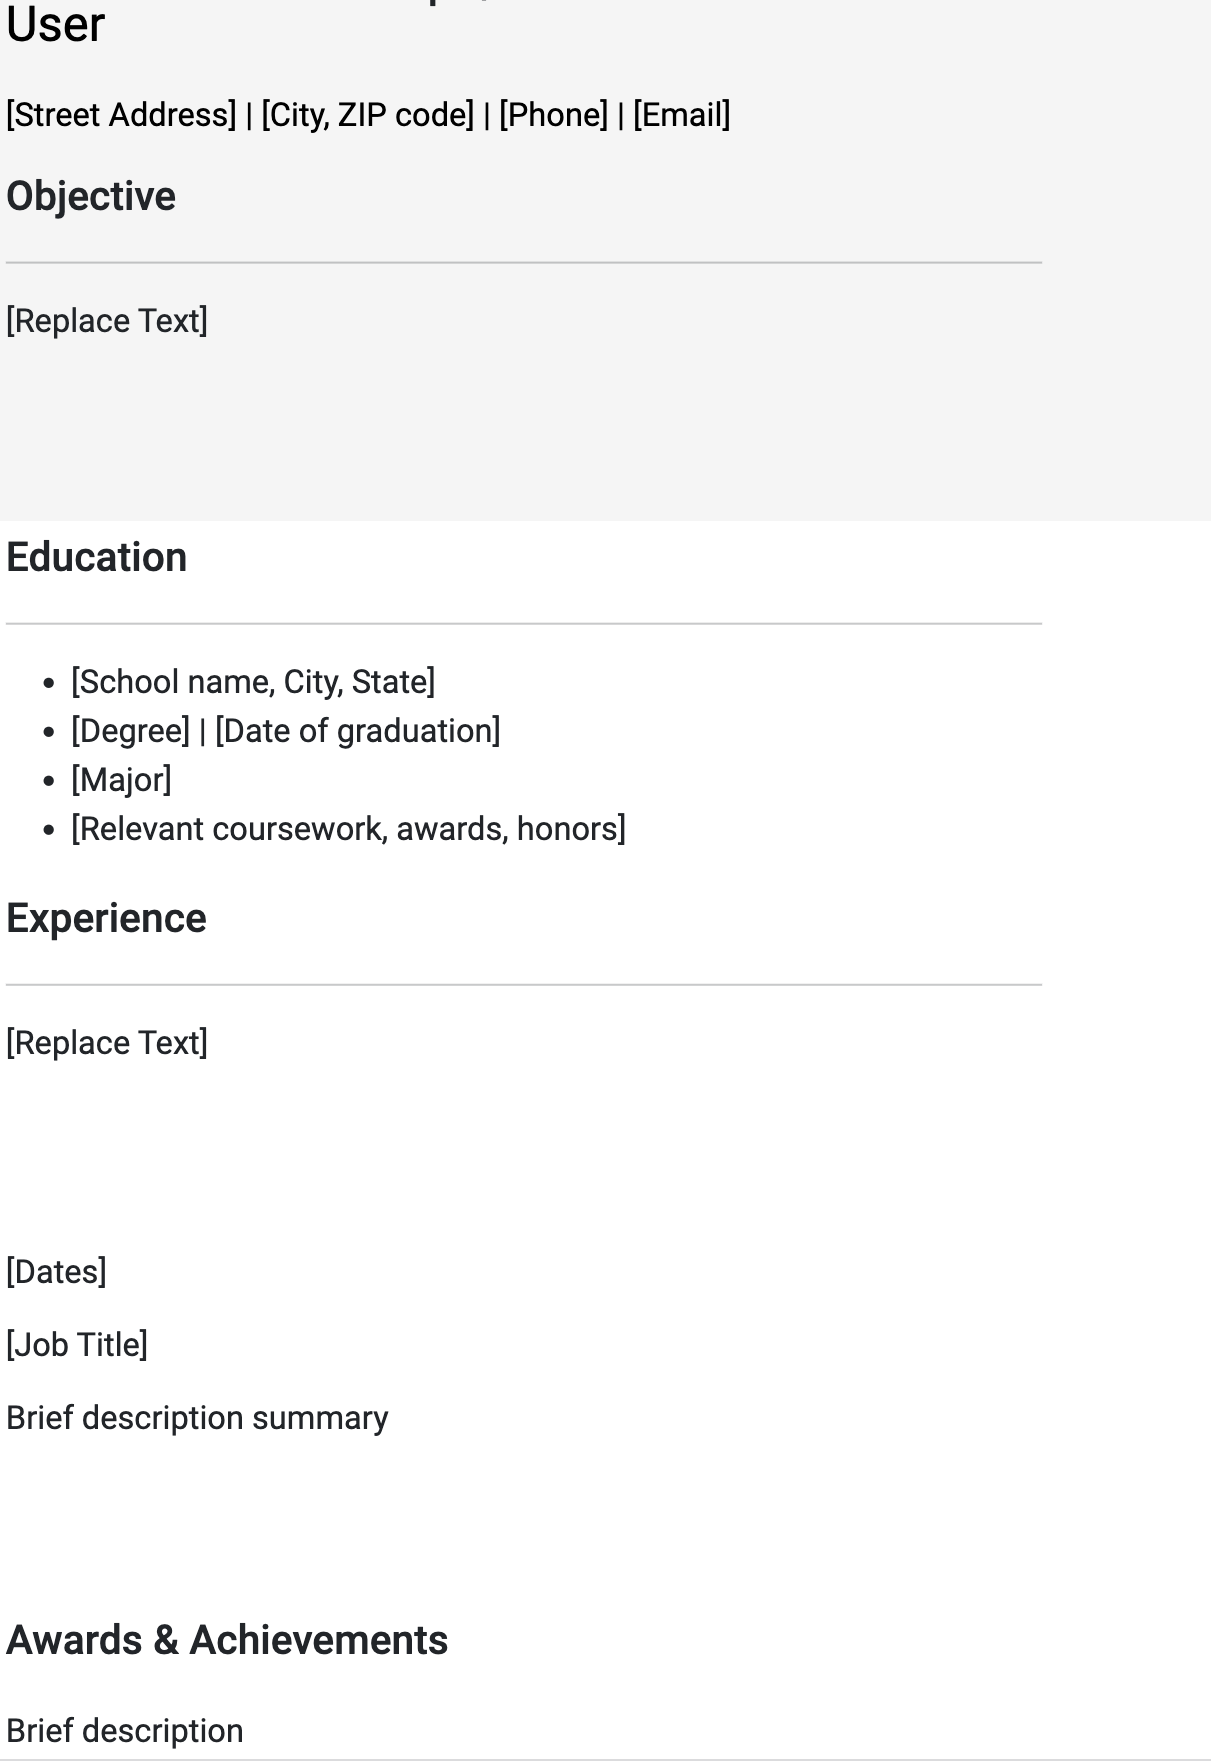 User
[Street Address] | [City, ZIP code] | [Phone] | [Email]
Objective
[Replace Text]
Education
• [School name, City, State]
• [Degree] | [Date of graduation]
• [Major]
• [Relevant coursework, awards, honors]
Experience
[Replace Text]
[Dates]
[Job Title]
Brief description summary
Awards & Achievements
Brief description